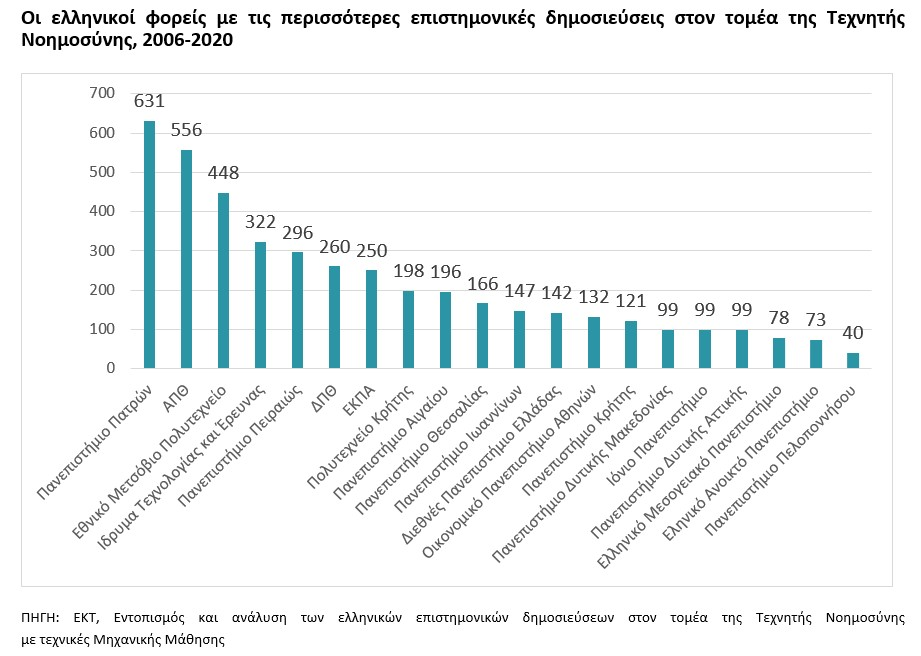 Οι ελληνικοί φορείς με τις περισσότερες επιστημονικές δημοσιεύσεις στον τομέα της Τεχνητής
Νοημοσύνης, 2006-2020
700
600
500
400
300
200
100
0
631
556
448
322
296
260
250
198
196
166
147
142
132
121
99
99
99
78
73
40
Πανεπιστήμιο Πατρών
ΑΠΘ
Εθνικό Μετσόβιο Πολυτεχνείο
Ιδρυμα Τεχνολογίας και Έρευνας
Πανεπιστήμιο Πειραιώς
ΔΠΘ
ΕΚΠΑ
Πολυτεχνείο Κρήτης
Πανεπιστήμιο Αιγαίου
Πανεπιστήμιο Θεσσαλίας
Πανεπιστήμιο Ιωαννίνων
Διεθνές Πανεπιστήμιο Ελλάδας
Οικονομικό Πανεπιστήμιο Αθηνών
Πανεπιστήμιο Κρήτης
Πανεπιστήμιο Δυτικής Μακεδονίας
Ιόνιο Πανεπιστήμιο
Πανεπιστήμιο Δυτικής Αττικής
Ελληνικό Μεσογειακό Πανεπιστήμιο
Εληνικό Ανοικτό Πανεπιστήμιο
Πανεπιστήμιο Πελοποννήσου
ΠΗΓΗ: ΕΚΤ, Εντοπισμός και ανάλυση των ελληνικών επιστημονικών δημοσιεύσεων στον τομέα της Τεχνητής Νοημοσύνης
με τεχνικές Μηχανικής Μάθησης